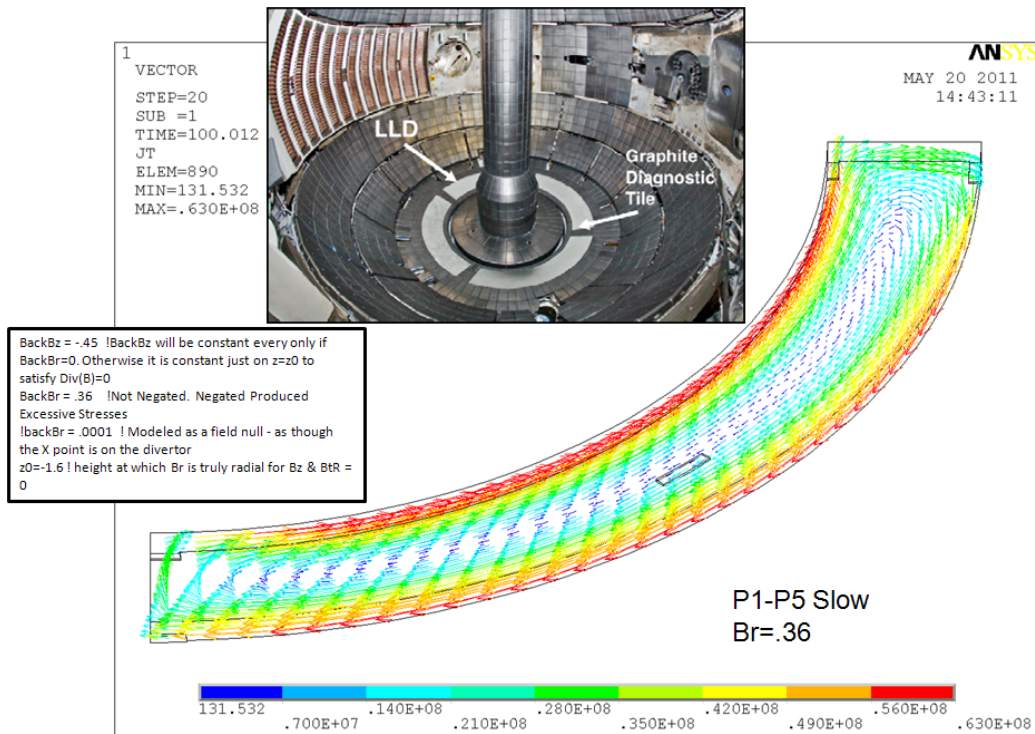 1
VECTOR
STEP=20
SUB =1
TIME=100.012
JT
ELEM=890
MIN=131.532
MAX=.630E+08
LLD
Graphite
Diagnostic
Tile
ANSYS
MAY 20 2011
14:43:11
BackBz = -.45 !BackBz will be constant every only if
BackBr=0. Otherwise it is constant just on z=z0 to
satisfy Div(B)=0
BackBr = .36 !Not Negated. Negated Produced
Excessive Stresses
!backBr = .0001 ! Modeled as a field null - as though
the X point is on the divertor
z0=-1.6 ! height at which Br is truly radial for Bz & BtR =
0
P1-P5 Slow
Br=.36
131.532 .140E+08 .280E+08 .420E+08 .560E+08
.700E+07 .210E+08 .350E+08 .490E+08 .630E+08